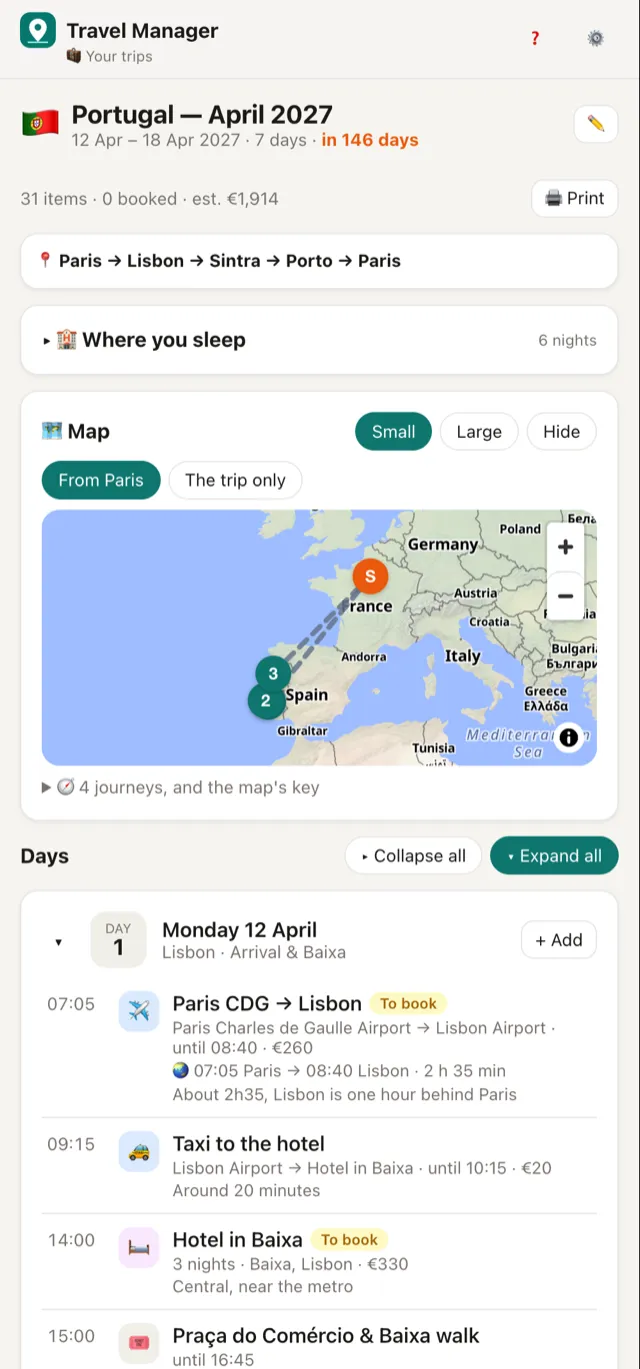 Travel Manager
Your trips
?
Portugal — April 2027
12 Apr – 18 Apr 2027 · 7 days · in 146 days
31 items · 0 booked · est. €1,914
Print
Paris → Lisbon → Sintra → Porto → Paris
Where you sleep
6 nights
Map
Small
Large
Hide
From Paris
The trip only
Poland
Germany
S
France
Austria
Croatia
Andorra
Italy
3
2
Spain
Greece
Ελλάδα
Gibraltar
Tunisia
Sea
+
−
4 journeys, and the map's key
Days
Collapse all
Expand all
DAY
1
Monday 12 April
Lisbon · Arrival & Baixa
+ Add
07:05
Paris CDG → Lisbon
To book
Paris Charles de Gaulle Airport → Lisbon Airport ·
until 08:40 · €260
07:05 Paris → 08:40 Lisbon · 2 h 35 min
About 2h35, Lisbon is one hour behind Paris
09:15
Taxi to the hotel
Lisbon Airport → Hotel in Baixa · until 10:15 · €20
Around 20 minutes
14:00
Hotel in Baixa
To book
3 nights · Baixa, Lisbon · €330
Central, near the metro
15:00
Praça do Comércio & Baixa walk
until 16:45